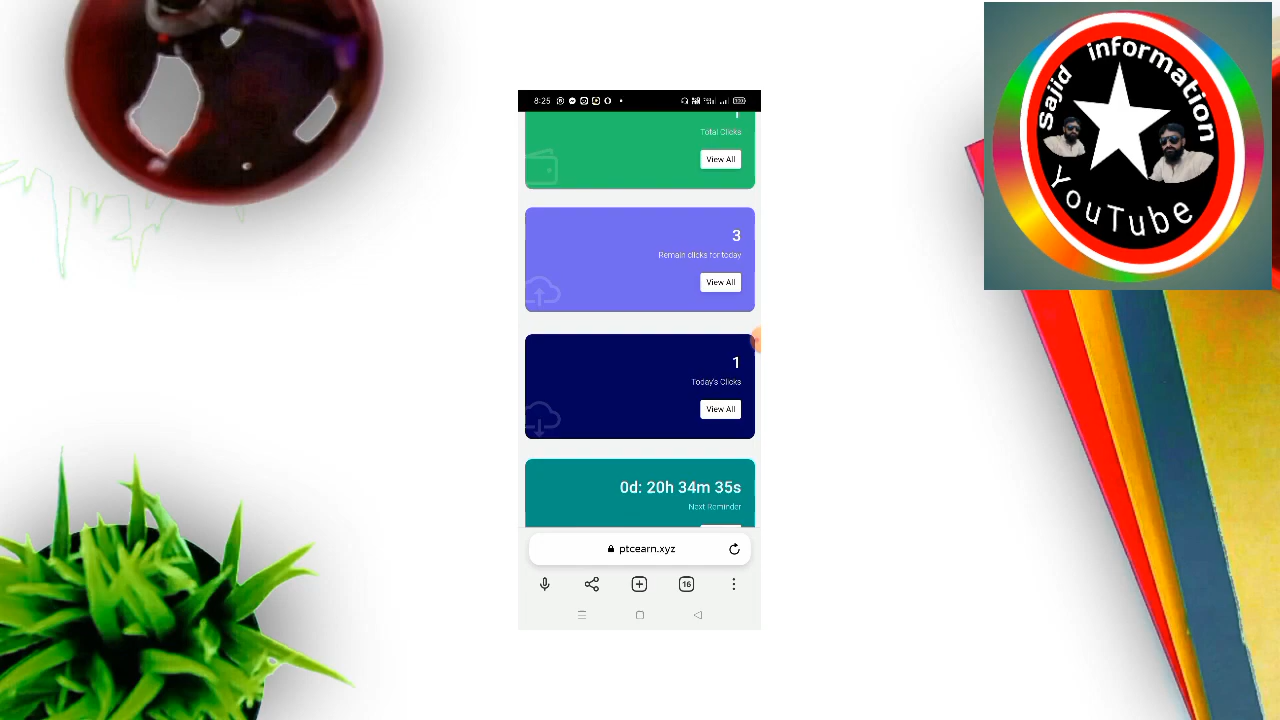 Sajid information
YouTube
8:25
Total Clicks
View All
3
Remain clicks for today
View All
1
Today's Clicks
View All
0d: 20h 34m 35s
Next Reminder
ptcearn.xyz
16